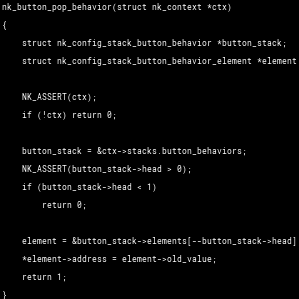 nk_button_pop_behavior(struct nk_context *ctx)
{
    struct nk_config_stack_button_behavior *button_stack;
    struct nk_config_stack_button_behavior_element *element
    NK_ASSERT(ctx);
    if (!ctx) return 0;
    button_stack = &ctx->stacks.button_behaviors;
    NK_ASSERT(button_stack->head > 0);
    if (button_stack->head < 1)
        return 0;
    element = &button_stack->elements[--button_stack->head]
    *element->address = element->old_value;
    return 1;
}